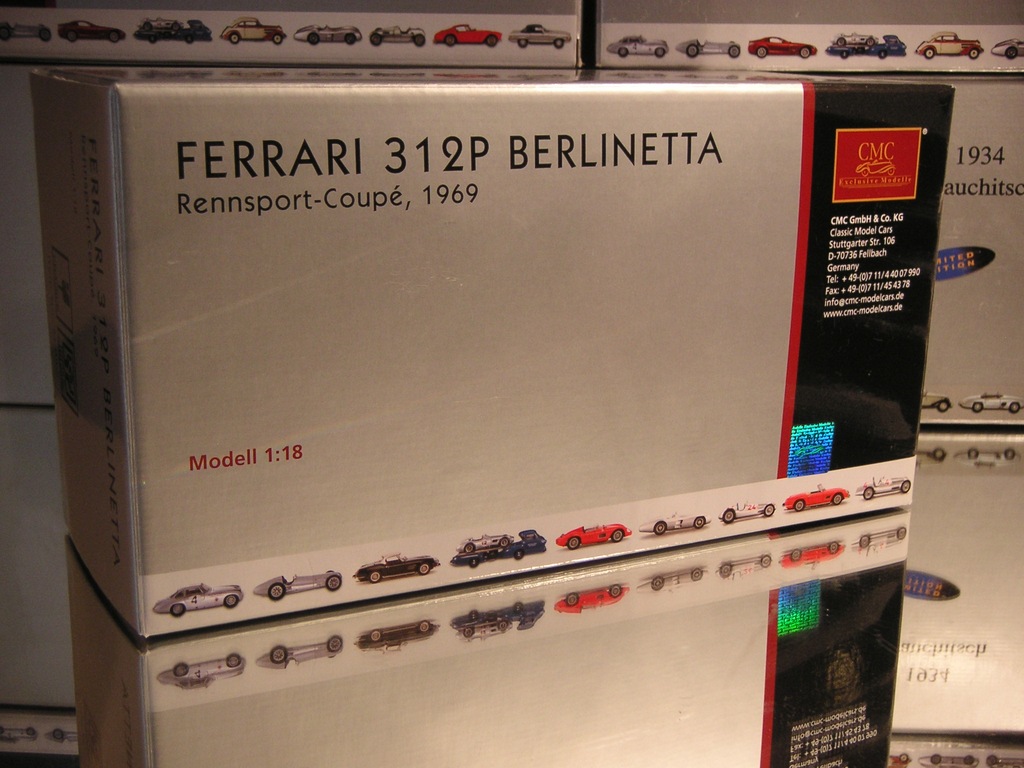 FERRARI 312P BERLINETTA
Rennsport-Coupé, 1969
Modell 1:18
CMC
Exclusive Modelle
CMC GmbH & Co. KG
Classic Model Cars
Stuttgarter Str. 106
D-70736 Fellbach
Germany
Tel: +49-(0)7 11/4 40 07 990
Fax: +49-(0)7 11/45 43 78
info@cmc-modelcars.de
www.cmc-modelcars.de
FERRARI 312P BERLINETTA
1934
auchitsc
ITED
ITION